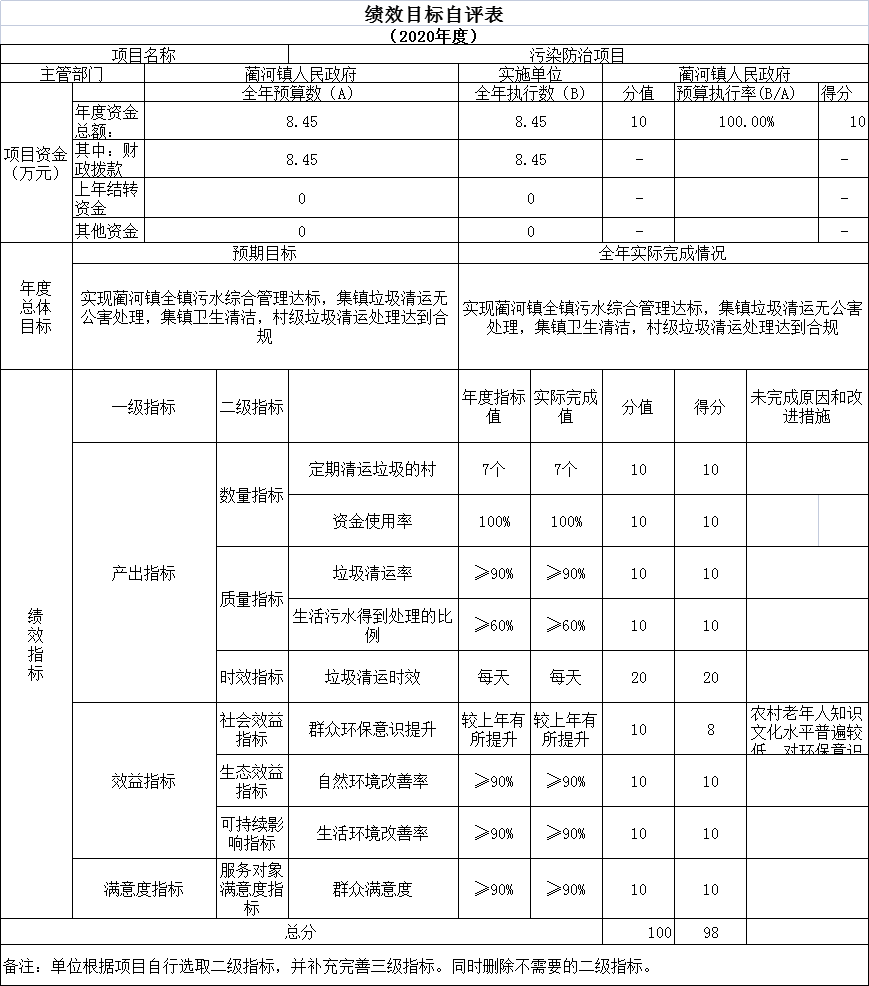 绩效目标自评表
（2020年度）
项目名称 污染防治项目
主管部门 蔺河镇人民政府 实施单位 蔺河镇人民政府
项目资金
（万元）
全年预算数（A） 全年执行数（B） 分值 预算执行率(B/A) 得分
年度资金
总额：
8.45 8.45 10 100.00% 10
其中：财
政拨款
8.45 8.45 - -
上年结转
资金
0 0 - -
其他资金 0 0 - -
年度
总体
目标
预期目标 全年实际完成情况
实现蔺河镇全镇污水综合管理达标，集镇垃圾清运无
公害处理，集镇卫生清洁，村级垃圾清运处理达到合
规
实现蔺河镇全镇污水综合管理达标，集镇垃圾清运无公害
处理，集镇卫生清洁，村级垃圾清运处理达到合规
绩
效
指
标
一级指标 二级指标
年度指标
值
实际完成
值
分值 得分
未完成原因和改
进措施
产出指标
数量指标
定期清运垃圾的村 7个 7个 10 10
资金使用率 100% 100% 10 10
质量指标
垃圾清运率 ≥90% ≥90% 10 10
生活污水得到处理的比
例
≥60% ≥60% 10 10
时效指标 垃圾清运时效 每天 每天 20 20
效益指标
社会效益
指标
群众环保意识提升
较上年有
所提升
较上年有
所提升
10 8
农村老年人知识
文化水平普遍较
低，对环保意识
生态效益
指标
自然环境改善率 ≥90% ≥90% 10 10
可持续影
响指标
生活环境改善率 ≥90% ≥90% 10 10
满意度指标
服务对象
满意度指
标
群众满意度 ≥90% ≥90% 10 10
总分 100 98
备注：单位根据项目自行选取二级指标，并补充完善三级指标。同时删除不需要的二级指标。